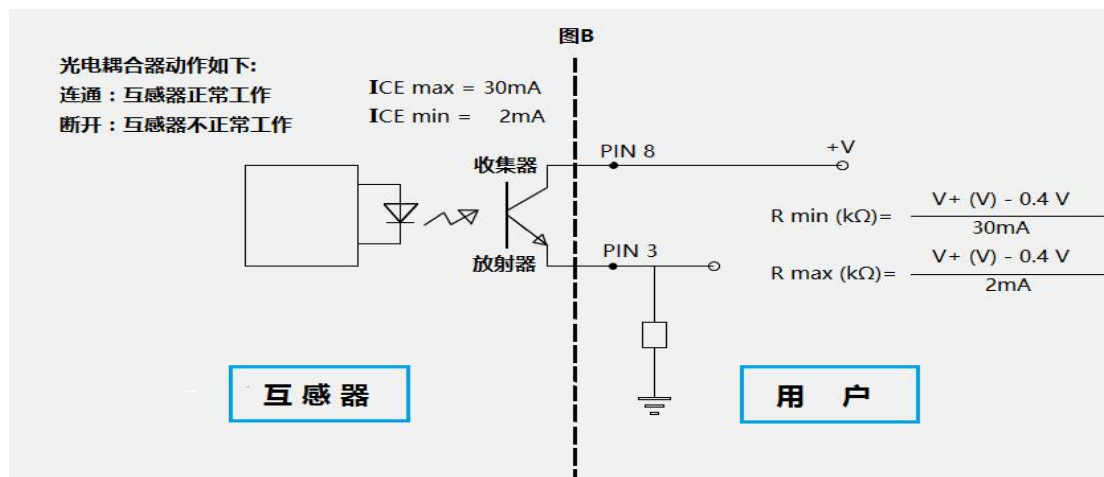 图B
光电耦合器动作如下:
连通：互感器正常工作
断开：互感器不正常工作
ICE max = 30mA
ICE min = 2mA
收集器
放射器
PIN 8
+V
PIN 3
R min (kΩ)=
V+ (V) - 0.4 V
30mA
R max (kΩ)=
V+ (V) - 0.4 V
2mA
互感器
用 户